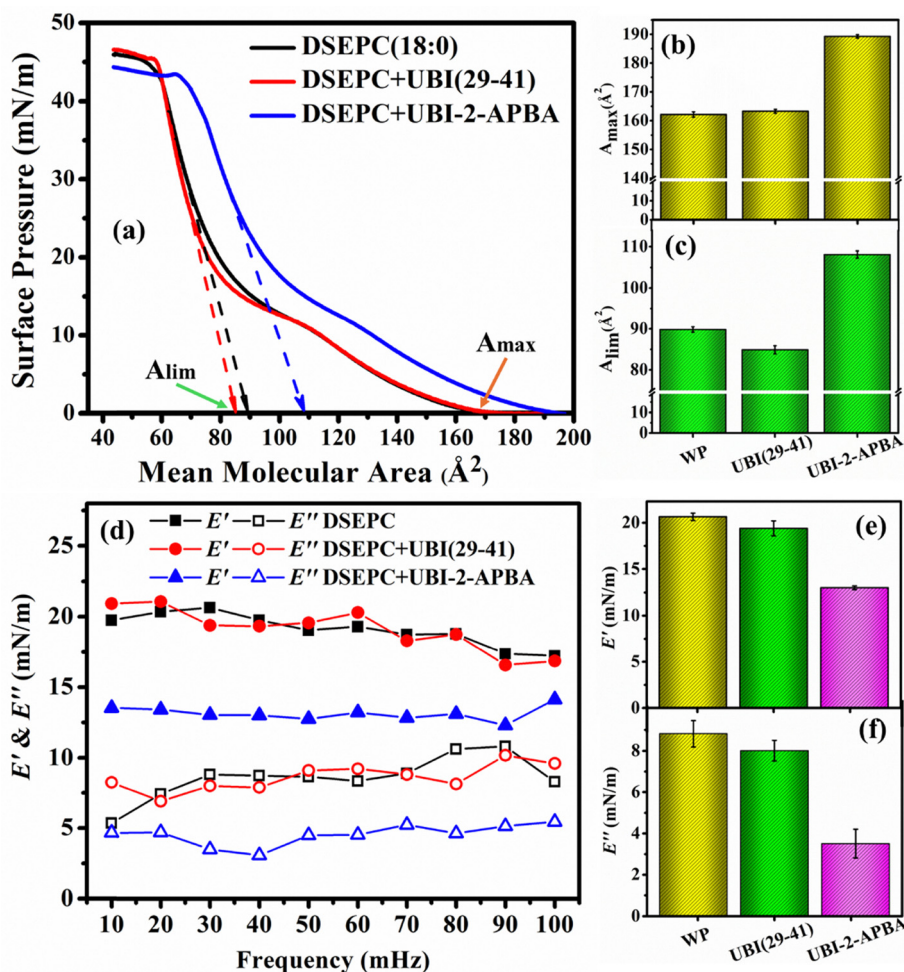 50
40
30
20
10
0
Surface Pressure (mN/m)
DSEPC(18:0)
DSEPC+UBI(29-41)
DSEPC+UBI-2-APBA
(a)
Alim
Amax
40 60 80 100 120 140 160 180 200
Mean Molecular Area (Å²)
(b)
190
180
170
160
150
140
10
0
Amax(Å²)
(c)
110
100
90
80
10
0
Alim(Å²)
WP UBI(29-41) UBI-2-APBA
(d)
E' E'' DSEPC
E' E'' DSEPC+UBI(29-41)
E' E'' DSEPC+UBI-2-APBA
25
20
15
10
5
0
E' & E'' (mN/m)
10 20 30 40 50 60 70 80 90 100
Frequency (mHz)
(e)
20
15
10
5
0
E' (mN/m)
(f)
8
6
4
2
0
E'' (mN/m)
WP UBI(29-41) UBI-2-APBA